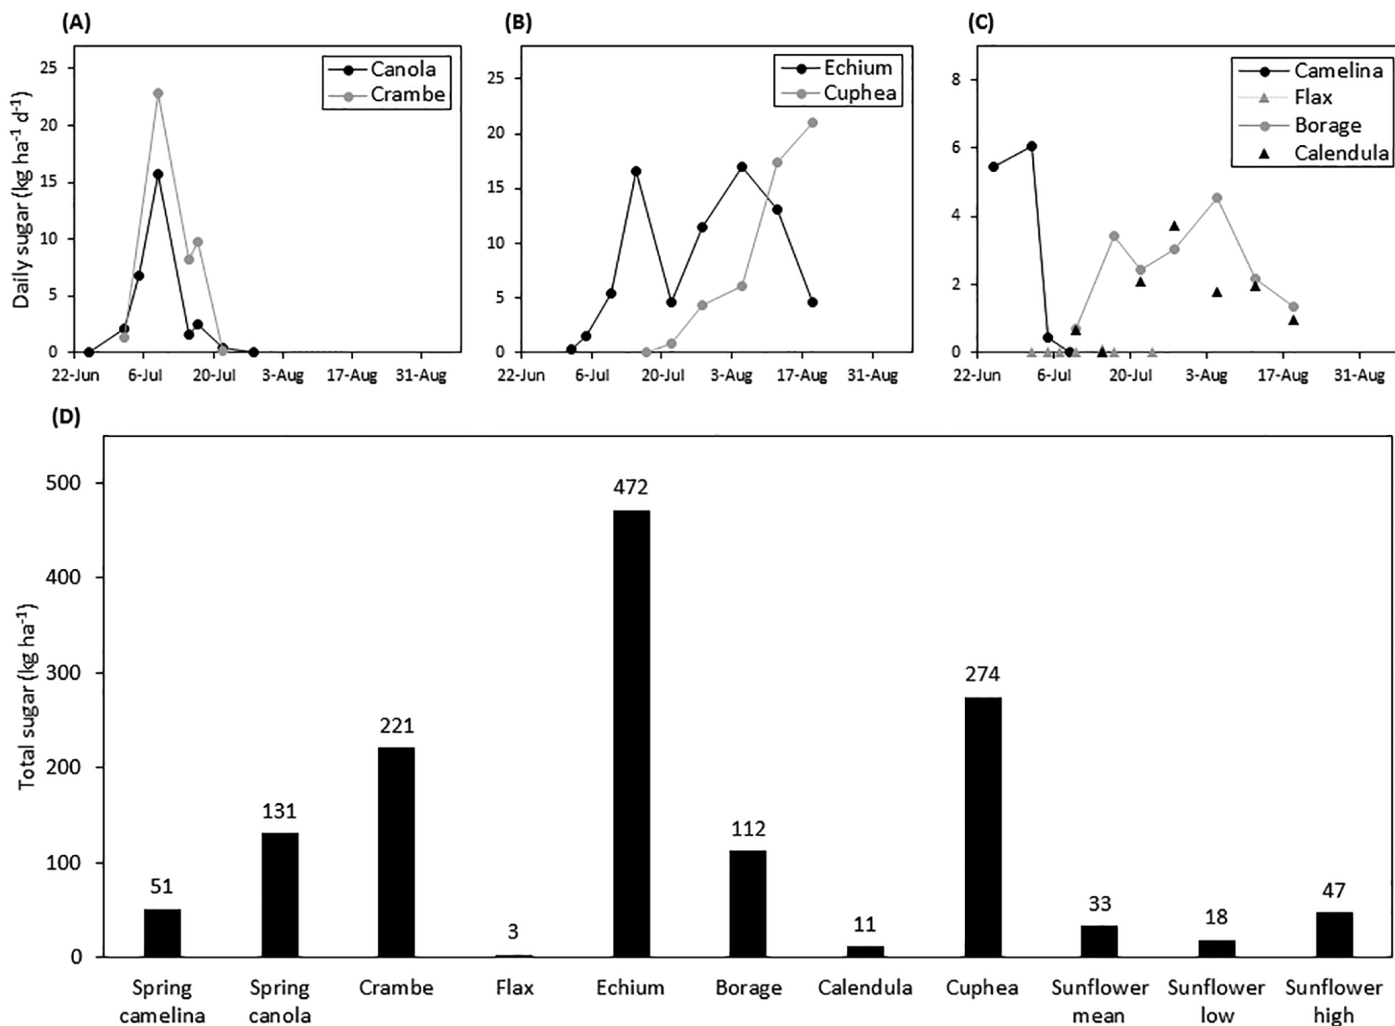 (A)
(B)
(C)
Daily sugar (kg ha⁻¹ d⁻¹)
25
20
15
10
5
0
22-Jun 6-Jul 20-Jul 3-Aug 17-Aug 31-Aug
Canola
Crambe
25
20
15
10
5
0
22-Jun 6-Jul 20-Jul 3-Aug 17-Aug 31-Aug
Echium
Cuphea
8
6
4
2
0
22-Jun 6-Jul 20-Jul 3-Aug 17-Aug 31-Aug
Camelina
Flax
Borage
Calendula
(D)
Total sugar (kg ha⁻¹)
500
400
300
200
100
0
51
131
221
3
472
112
11
274
33
18
47
Spring
camelina
Spring
canola
Crambe
Flax
Echium
Borage
Calendula
Cuphea
Sunflower
mean
Sunflower
low
Sunflower
high